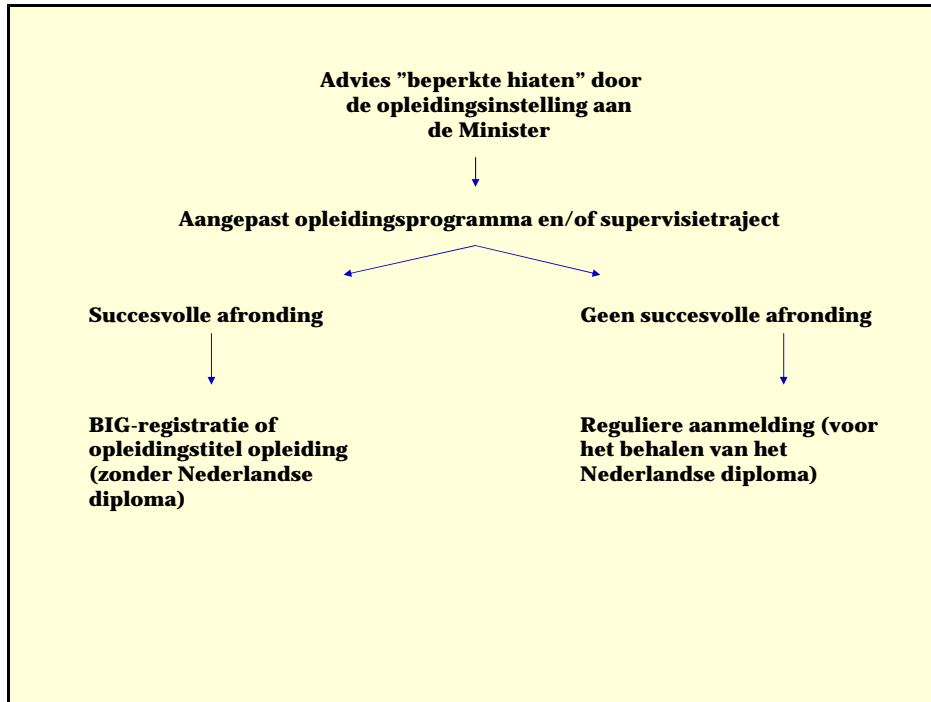 Advies ”beperkte hiaten” door
de opleidingsinstelling aan
de Minister
Aangepast opleidingsprogramma en/of supervisietraject
Succesvolle afronding
Geen succesvolle afronding
BIG-registratie of
opleidingstitel opleiding
(zonder Nederlandse
diploma)
Reguliere aanmelding (voor
het behalen van het
Nederlandse diploma)